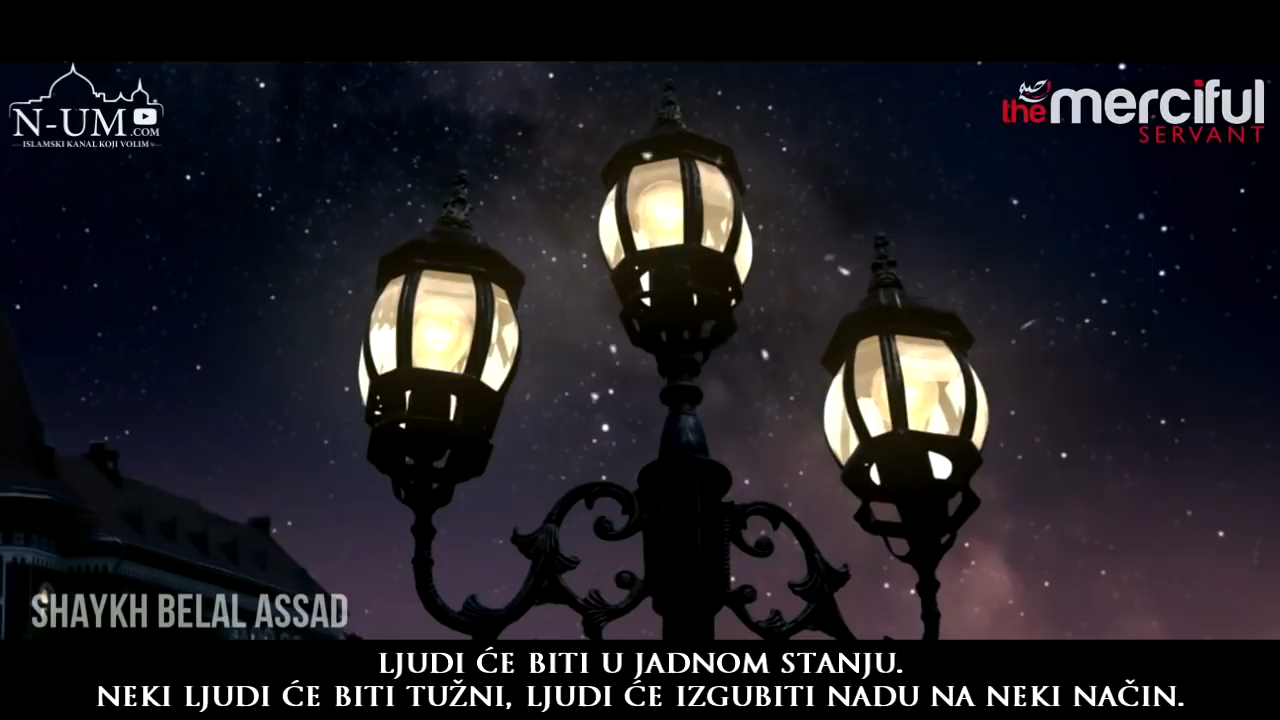 N-UM.COM
ISLAMSKI KANAL KOJI VOLIM
the merciful
SERVANT
SHAYKH BELAL ASSAD
LJUDI ĆE BITI U JADNOM STANJU.
NEKI LJUDI ĆE BITI TUŽNI, LJUDI ĆE IZGUBITI NADU NA NEKI NAČIN.